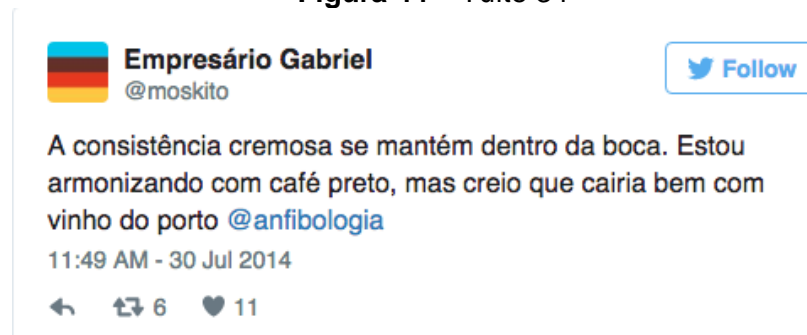 Empresário Gabriel
@moskito
Follow
A consistência cremosa se mantém dentro da boca. Estou
armonizando com café preto, mas creio que cairia bem com
vinho do porto @anfibologia
11:49 AM - 30 Jul 2014
6 11